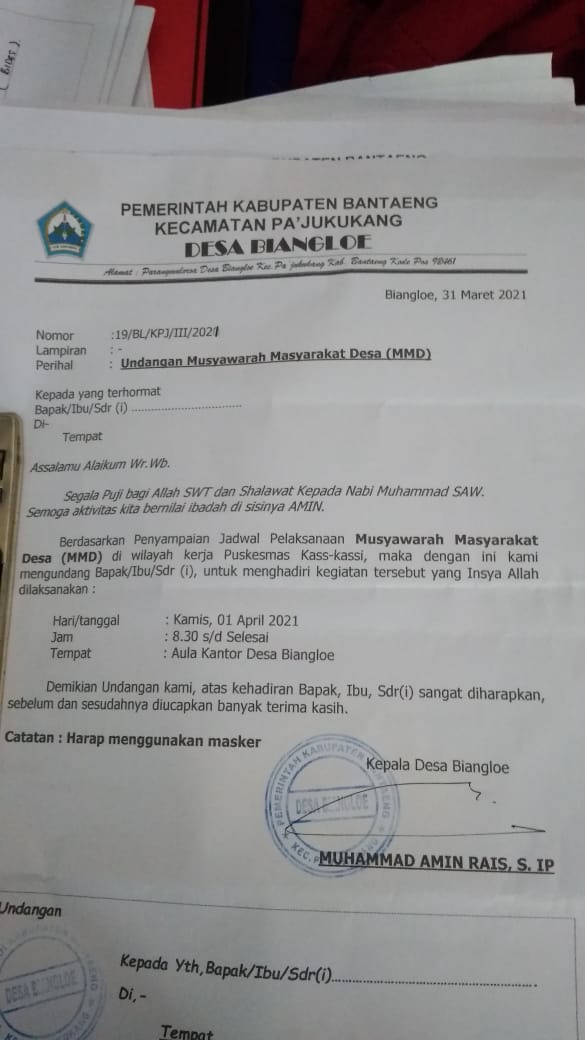 PEMERINTAH KABUPATEN BANTAENG
KECAMATAN PA'JUKUKANG
DESA BIANGLOE
Alamat : Parangunlorsa Desa Biangloe Kec. Pa'jukukang Kab. Bantaeng Kode Pos 92461
Biangloe, 31 Maret 2021
Nomor :19/BL/KPJ/III/2021
Lampiran : -
Perihal : Undangan Musyawarah Masyarakat Desa (MMD)
Kepada yang terhormat
Bapak/Ibu/Sdr (i) ................................
Di-
Tempat
Assalamu Alaikum Wr.Wb.
Segala Puji bagi Allah SWT dan Shalawat Kepada Nabi Muhammad SAW.
Semoga aktivitas kita bernilai ibadah di sisinya AMIN.
Berdasarkan Penyampaian Jadwal Pelaksanaan Musyawarah Masyarakat
Desa (MMD) di wilayah kerja Puskesmas Kass-kassi, maka dengan ini kami
mengundang Bapak/Ibu/Sdr (i), untuk menghadiri kegiatan tersebut yang Insya Allah
dilaksanakan :
Hari/tanggal : Kamis, 01 April 2021
Jam : 8.30 s/d Selesai
Tempat : Aula Kantor Desa Biangloe
Demikian Undangan kami, atas kehadiran Bapak, Ibu, Sdr(i) sangat diharapkan,
sebelum dan sesudahnya diucapkan banyak terima kasih.
Catatan : Harap menggunakan masker
Kepala Desa Biangloe
PEMERINTAH KABUPATEN BANTAENG
DESA BIANGLOE
MUHAMMAD AMIN RAIS, S. IP
Undangan
DESA BIANGLOE
Kepada Yth,Bapak/Ibu/Sdr(i)................................................
Di,-
Tempat